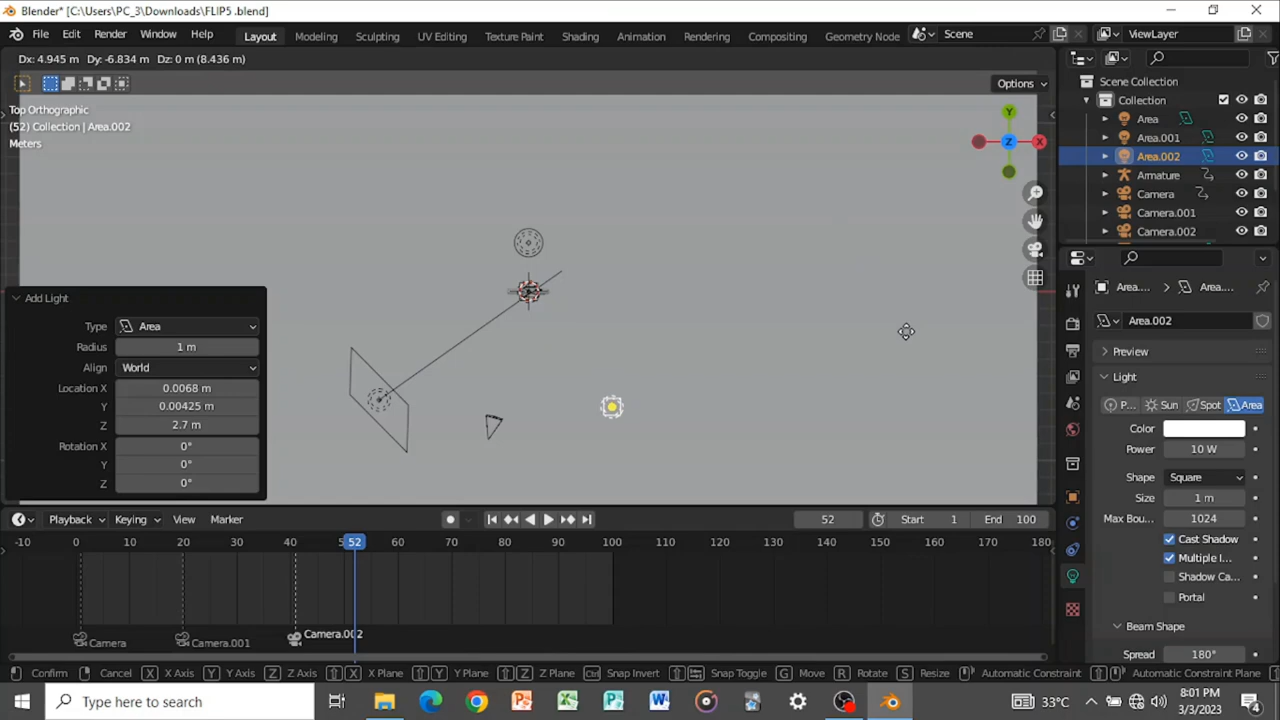 Blender* [C:\Users\PC_3\Downloads\FLIP5 .blend]
File Edit Render Window Help Layout Modeling Sculpting UV Editing Texture Paint Shading Animation Rendering Compositing Geometry Node Scene ViewLayer
Dx: 4.945 m Dy: -6.834 m Dz: 0 m (8.436 m)
Options
Top Orthographic
(52) Collection | Area.002
Meters
Y
X
Z
Scene Collection
Collection
Area
Area.001
Area.002
Armature
Camera
Camera.001
Camera.002
Add Light
Type Area
Radius 1 m
Align World
Location X 0.0068 m
Y 0.00425 m
Z 2.7 m
Rotation X 0°
Y 0°
Z 0°
Area.... > Area....
Area.002
Preview
Light
P... Sun Spot Area
Color
Power 10 W
Shape Square
Size 1 m
Max Bou... 1024
Cast Shadow
Multiple I...
Shadow Ca...
Portal
Beam Shape
Spread 180°
Playback Keying View Marker 52 Start 1 End 100
-10 0 10 20 30 40 5 52 60 70 80 90 100 110 120 130 140 150 160 170 180
Camera Camera.001 Camera.002
Confirm Cancel X X Axis Y Y Axis Z Z Axis X X Plane Y Y Plane Z Z Plane Ctrl Snap Invert Snap Toggle G Move R Rotate S Resize Automatic Constraint Automatic Constraint Plane
Type here to search
33°C
8:01 PM
3/3/2023
4